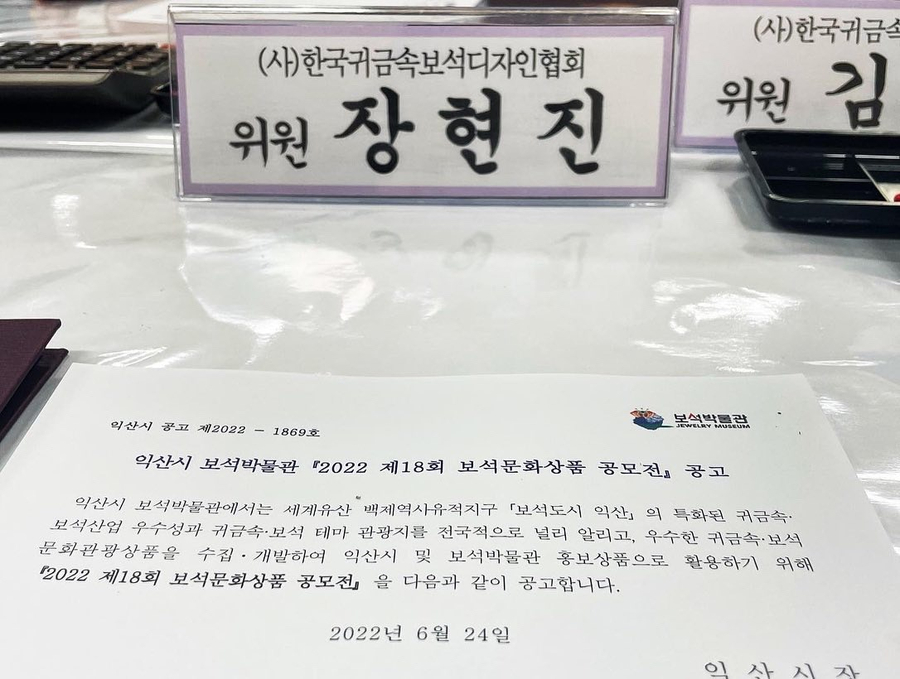 (사)한국귀금속보석디자인협회
위원 장현진
(사)한국귀금속
위원 김
익산시 공고 제2022 - 1869호
보석박물관
JEWELRY MUSEUM
익산시 보석박물관 『2022 제18회 보석문화상품 공모전』 공고
익산시 보석박물관에서는 세계유산 백제역사유적지구 「보석도시 익산」의 특화된 귀금속·
보석산업 우수성과 귀금속·보석 테마 관광지를 전국적으로 널리 알리고, 우수한 귀금속·보석
문화관광상품을 수집·개발하여 익산시 및 보석박물관 홍보상품으로 활용하기 위해
『2022 제18회 보석문화상품 공모전』을 다음과 같이 공고합니다.
2022년 6월 24일
익 산 시 장